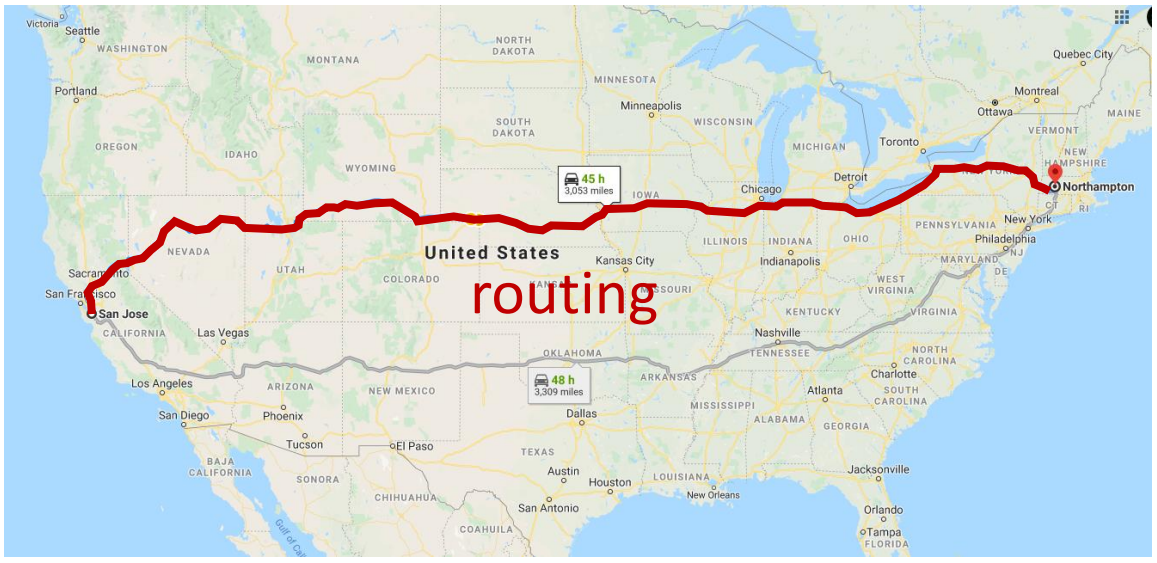 Victoria
Seattle
WASHINGTON
NORTH
DAKOTA
MONTANA
Quebec City
MINNESOTA
Portland
Minneapolis
Montreal
Ottawa
MAINE
SOUTH
DAKOTA
WISCONSIN
VERMONT
OREGON
IDAHO
MICHIGAN
Toronto
NEW
HAMPSHIRE
WYOMING
45 h
3,053 miles
Detroit
NEW YORK
Northampton
IOWA
Chicago
CT
RI
New York
NEVADA
United States
ILLINOIS
INDIANA
OHIO
PENNSYLVANIA
Philadelphia
NJ
Sacramento
UTAH
COLORADO
Kansas City
Indianapolis
MARYLAND
DE
KANSAS
MISSOURI
WEST
VIRGINIA
routing
San Francisco
San Jose
KENTUCKY
VIRGINIA
CALIFORNIA
Las Vegas
Nashville
OKLAHOMA
TENNESSEE
NORTH
CAROLINA
Charlotte
48 h
3,309 miles
Los Angeles
ARIZONA
NEW MEXICO
ARKANSAS
Atlanta
SOUTH
CAROLINA
San Diego
Phoenix
Dallas
MISSISSIPPI
ALABAMA
GEORGIA
Tucson
El Paso
TEXAS
BAJA
CALIFORNIA
SONORA
Austin
Houston
LOUISIANA
Jacksonville
CHIHUAHUA
New Orleans
San Antonio
COAHUILA
Orlando
Tampa
FLORIDA
Gulf of Cal